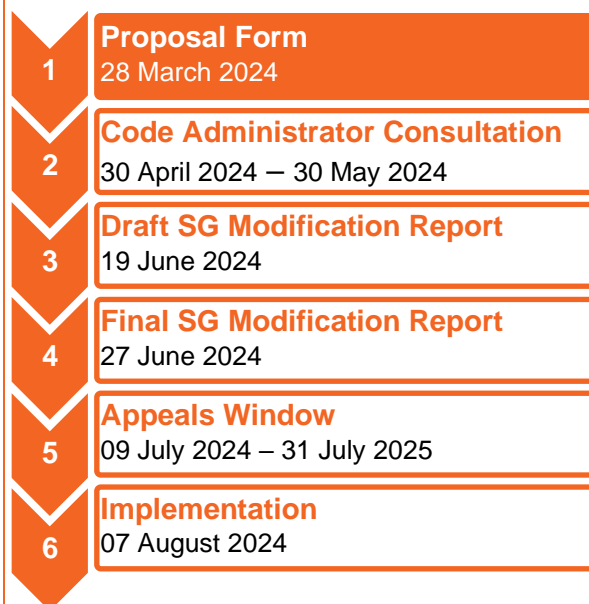 1
Proposal Form
28 March 2024
2
Code Administrator Consultation
30 April 2024 – 30 May 2024
3
Draft SG Modification Report
19 June 2024
4
Final SG Modification Report
27 June 2024
5
Appeals Window
09 July 2024 – 31 July 2025
6
Implementation
07 August 2024